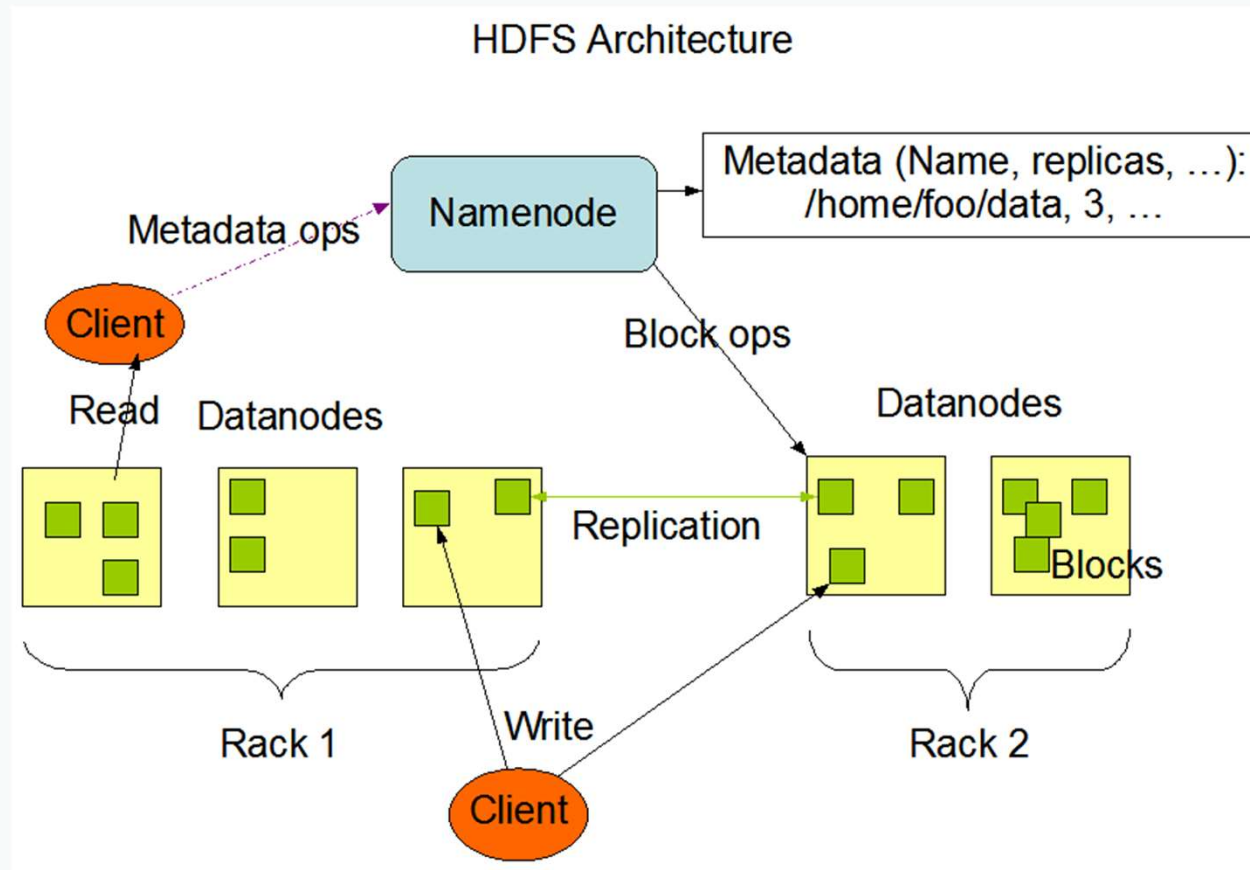 HDFS Architecture
Metadata (Name, replicas, …):
/home/foo/data, 3, …
Namenode
Metadata ops
Client
Block ops
Read
Datanodes
Datanodes
Replication
Blocks
Rack 1
Write
Rack 2
Client